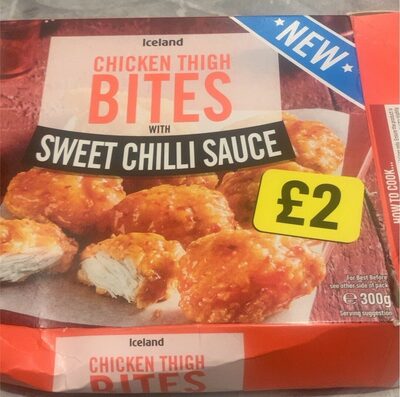 Iceland
NEW
CHICKEN THIGH
BITES
WITH
SWEET CHILLI SAUCE
£2
For Best Before
see other side of pack
℮ 300g
Serving suggestion
HOW TO COOK...
Iceland
CHICKEN THIGH
BITES